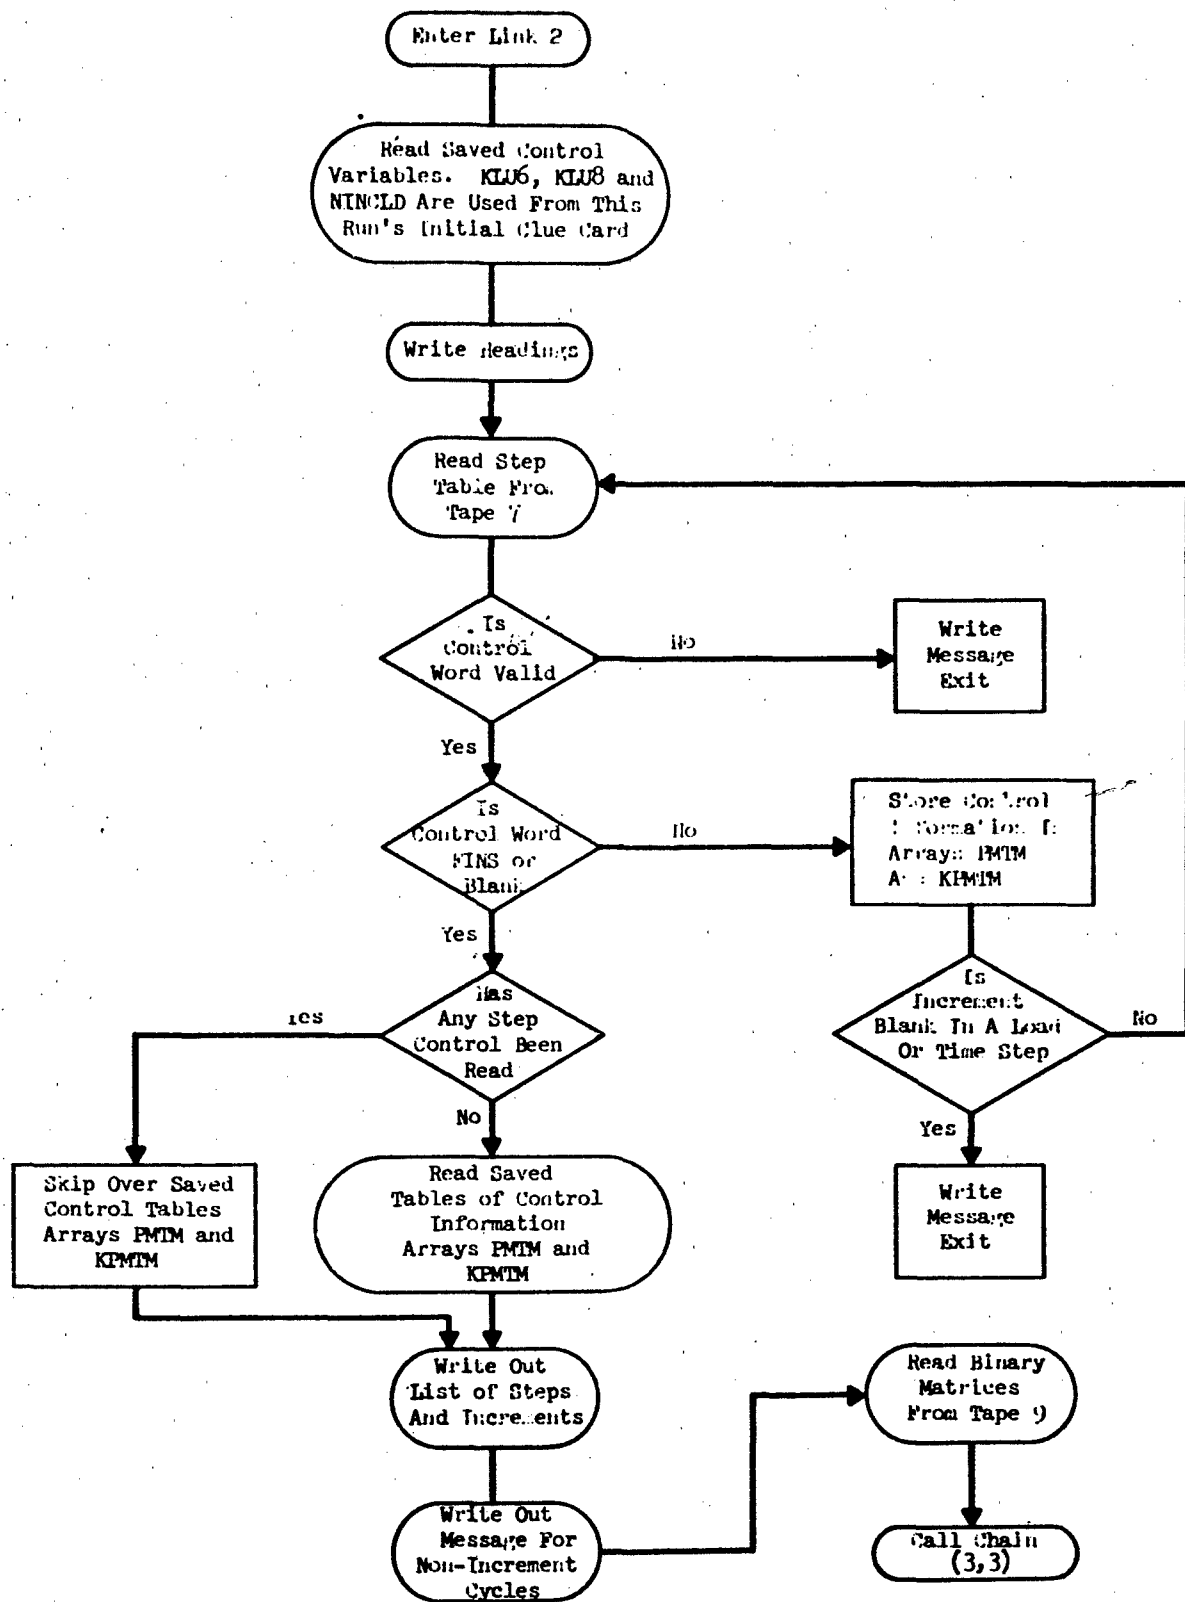 Enter Link 2
Read Saved Control
Variables. KLU6, KLU8 and
NINCLD Are Used From This
Run's Initial Clue Card
Write Headings
Read Step
Table From
Tape 7
Is
Control
Word Valid
No
Write
Message
Exit
Yes
Is
Control Word
FINS or
Blank
No
Store Control
Information In
Arrays PMTM
And KPMTM
Yes
Has
Any Step
Control Been
Read
Yes
Is
Increment
Blank In A Load
Or Time Step
No
No
Yes
Skip Over Saved
Control Tables
Arrays PMTM and
KPMTM
Read Saved
Tables of Control
Information
Arrays PMTM and
KPMTM
Write
Message
Exit
Write Out
List of Steps
And Increments
Read Binary
Matrices
From Tape 9
Write Out
Message For
Non-Increment
Cycles
Call Chain
(3,3)